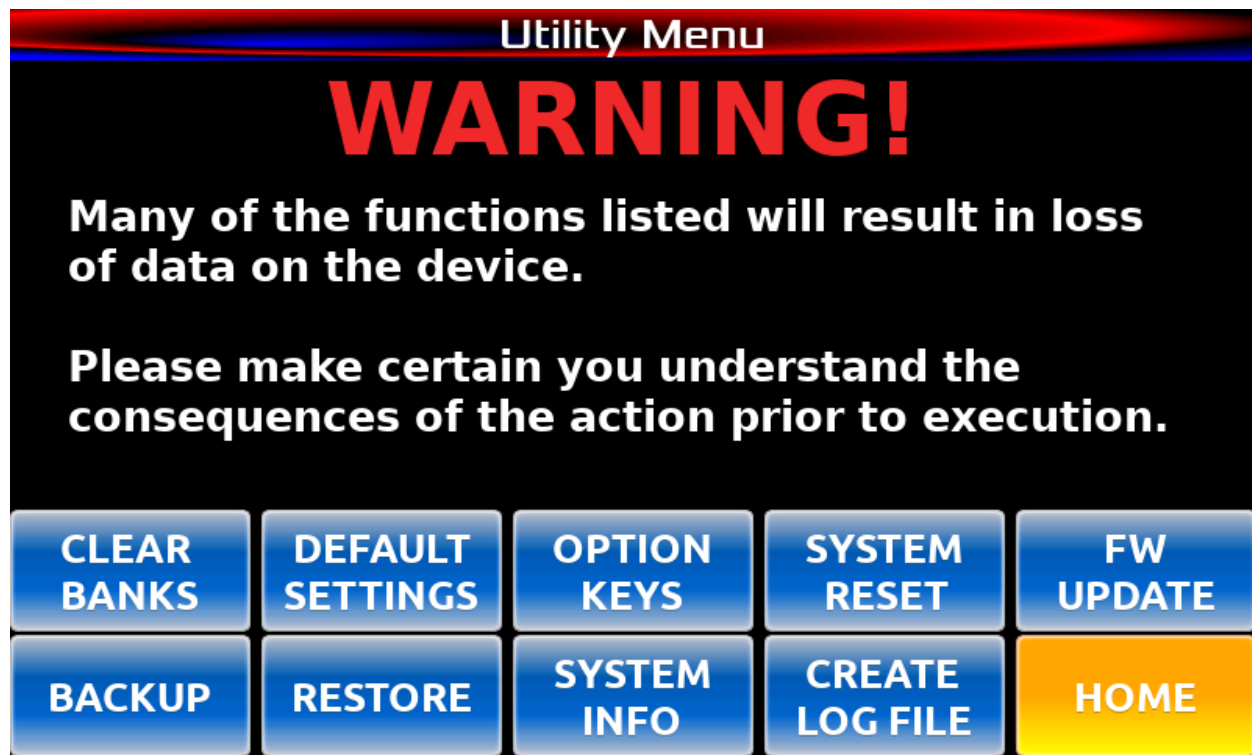 Utility Menu
WARNING!
Many of the functions listed will result in loss
of data on the device.
Please make certain you understand the
consequences of the action prior to execution.
CLEAR
BANKS
DEFAULT
SETTINGS
OPTION
KEYS
SYSTEM
RESET
FW
UPDATE
BACKUP
RESTORE
SYSTEM
INFO
CREATE
LOG FILE
HOME